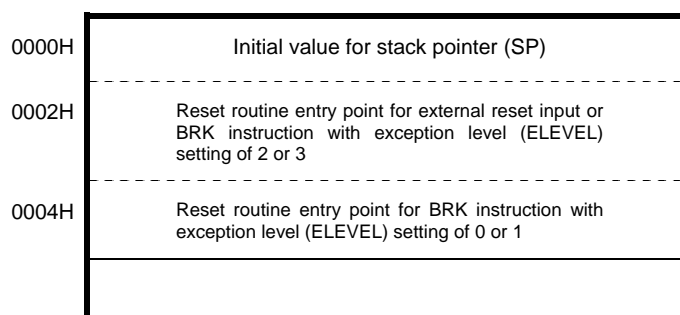 0000H Initial value for stack pointer (SP)
0002H Reset routine entry point for external reset input or
BRK instruction with exception level (ELEVEL)
setting of 2 or 3
0004H Reset routine entry point for BRK instruction with
exception level (ELEVEL) setting of 0 or 1